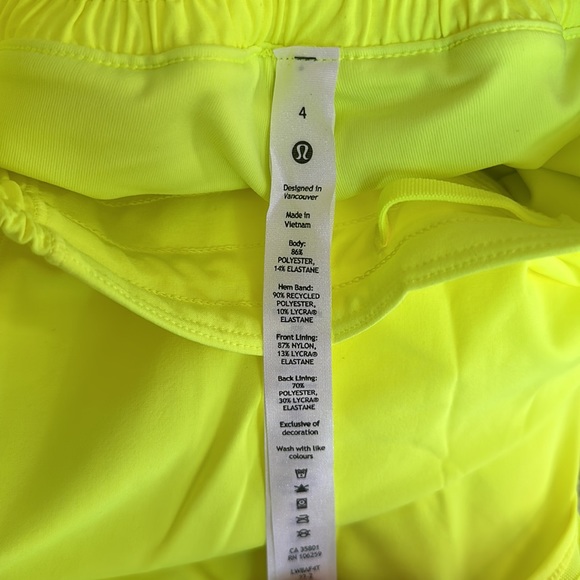 4
Designed in
Vancouver
Made in
Vietnam
Body:
86%
POLYESTER,
14% ELASTANE
Hem Band:
90% RECYCLED
POLYESTER,
10% LYCRA®
ELASTANE
Front Lining:
87% NYLON,
13% LYCRA®
ELASTANE
Back Lining:
70%
POLYESTER,
30% LYCRA®
ELASTANE
Exclusive of
decoration
Wash with like
colours
CA 35801
RN 106259